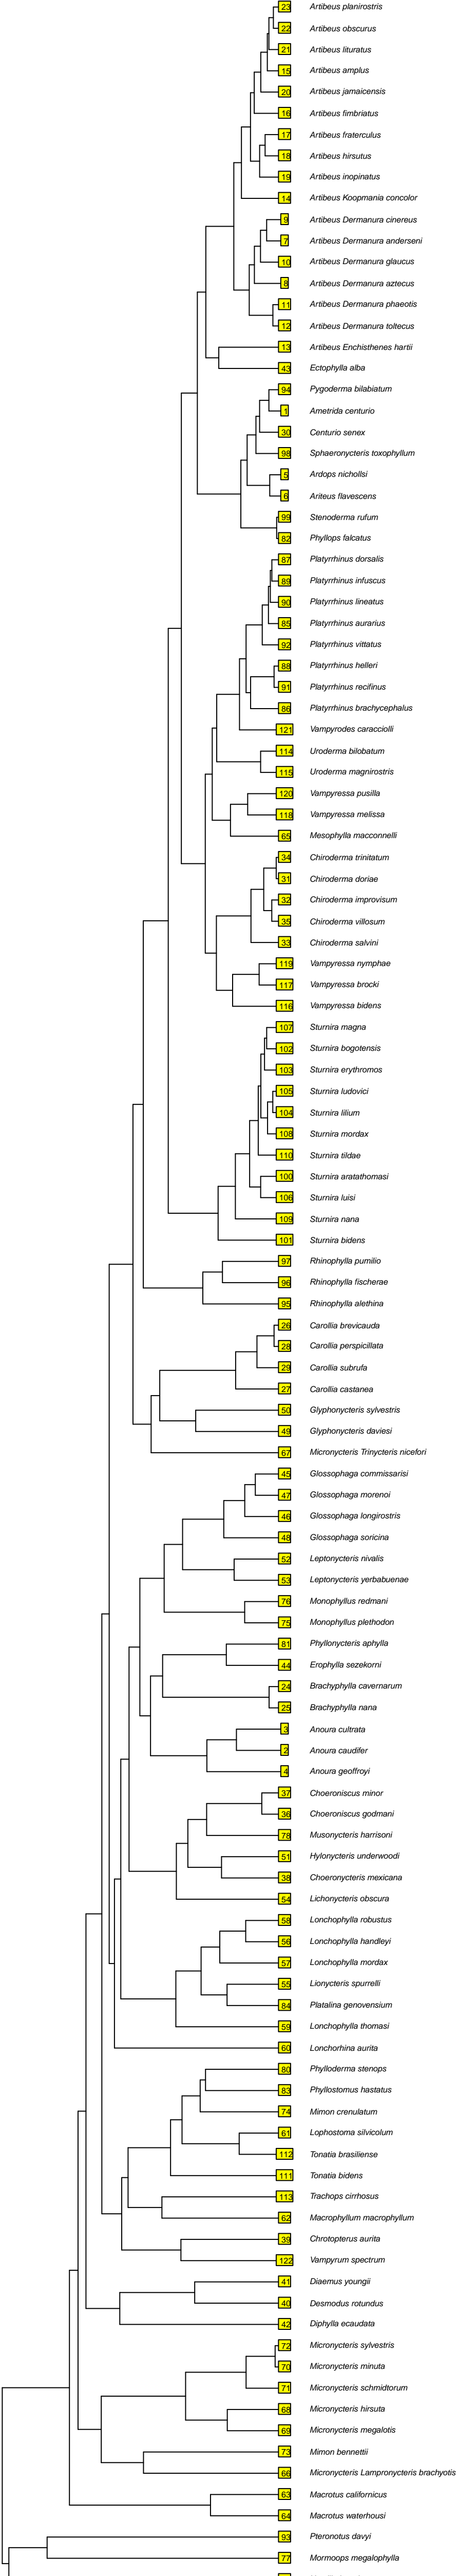 23 Artibeus planirostris
22 Artibeus obscurus
21 Artibeus lituratus
15 Artibeus amplus
20 Artibeus jamaicensis
16 Artibeus fimbriatus
17 Artibeus fraterculus
18 Artibeus hirsutus
19 Artibeus inopinatus
14 Artibeus Koopmania concolor
9 Artibeus Dermanura cinereus
7 Artibeus Dermanura anderseni
10 Artibeus Dermanura glaucus
8 Artibeus Dermanura aztecus
11 Artibeus Dermanura phaeotis
12 Artibeus Dermanura toltecus
13 Artibeus Enchisthenes hartii
43 Ectophylla alba
94 Pygoderma bilabiatum
1 Ametrida centurio
30 Centurio senex
98 Sphaeronycteris toxophyllum
5 Ardops nichollsi
6 Ariteus flavescens
99 Stenoderma rufum
82 Phyllops falcatus
87 Platyrrhinus dorsalis
89 Platyrrhinus infuscus
90 Platyrrhinus lineatus
85 Platyrrhinus aurarius
92 Platyrrhinus vittatus
88 Platyrrhinus helleri
91 Platyrrhinus recifinus
86 Platyrrhinus brachycephalus
121 Vampyrodes caracciolli
114 Uroderma bilobatum
115 Uroderma magnirostris
120 Vampyressa pusilla
118 Vampyressa melissa
65 Mesophylla macconnelli
34 Chiroderma trinitatum
31 Chiroderma doriae
32 Chiroderma improvisum
35 Chiroderma villosum
33 Chiroderma salvini
119 Vampyressa nymphae
117 Vampyressa brocki
116 Vampyressa bidens
107 Sturnira magna
102 Sturnira bogotensis
103 Sturnira erythromos
105 Sturnira ludovici
104 Sturnira lilium
108 Sturnira mordax
110 Sturnira tildae
100 Sturnira aratathomasi
106 Sturnira luisi
109 Sturnira nana
101 Sturnira bidens
97 Rhinophylla pumilio
96 Rhinophylla fischerae
95 Rhinophylla alethina
26 Carollia brevicauda
28 Carollia perspicillata
29 Carollia subrufa
27 Carollia castanea
50 Glyphonycteris sylvestris
49 Glyphonycteris daviesi
67 Micronycteris Trinycteris nicefori
45 Glossophaga commissarisi
47 Glossophaga morenoi
46 Glossophaga longirostris
48 Glossophaga soricina
52 Leptonycteris nivalis
53 Leptonycteris yerbabuenae
76 Monophyllus redmani
75 Monophyllus plethodon
81 Phyllonycteris aphylla
44 Erophylla sezekorni
24 Brachyphylla cavernarum
25 Brachyphylla nana
3 Anoura cultrata
2 Anoura caudifer
4 Anoura geoffroyi
37 Choeroniscus minor
36 Choeroniscus godmani
78 Musonycteris harrisoni
51 Hylonycteris underwoodi
38 Choeronycteris mexicana
54 Lichonycteris obscura
58 Lonchophylla robustus
56 Lonchophylla handleyi
57 Lonchophylla mordax
55 Lionycteris spurrelli
84 Platalina genovensium
59 Lonchophylla thomasi
60 Lonchorhina aurita
80 Phylloderma stenops
83 Phyllostomus hastatus
74 Mimon crenulatum
61 Lophostoma silvicolum
112 Tonatia brasiliense
111 Tonatia bidens
113 Trachops cirrhosus
62 Macrophyllum macrophyllum
39 Chrotopterus aurita
122 Vampyrum spectrum
41 Diaemus youngii
40 Desmodus rotundus
42 Diphylla ecaudata
72 Micronycteris sylvestris
70 Micronycteris minuta
71 Micronycteris schmidtorum
68 Micronycteris hirsuta
69 Micronycteris megalotis
73 Mimon bennettii
66 Micronycteris Lampronycteris brachyotis
63 Macrotus californicus
64 Macrotus waterhousi
93 Pteronotus davyi
77 Mormoops megalophylla